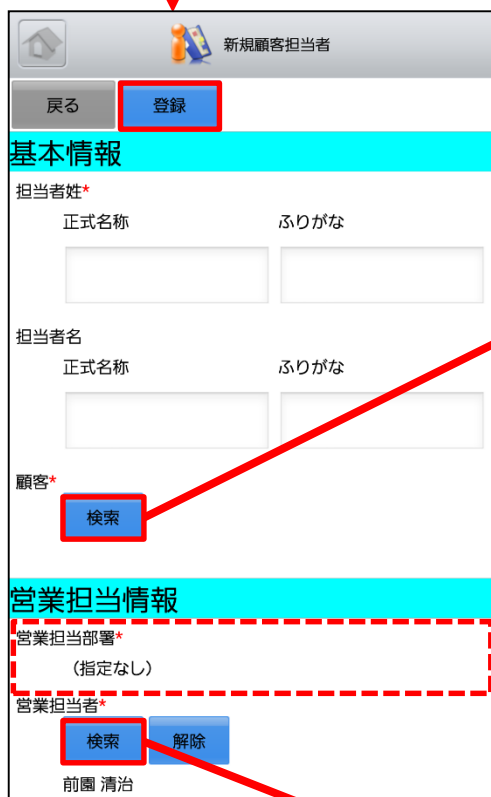 新規顧客担当者
戻る 登録
基本情報
担当者姓*
正式名称 ふりがな
担当者名
正式名称 ふりがな
顧客*
検索
営業担当情報
営業担当部署*
（指定なし）
営業担当者*
検索 解除
前園 清治